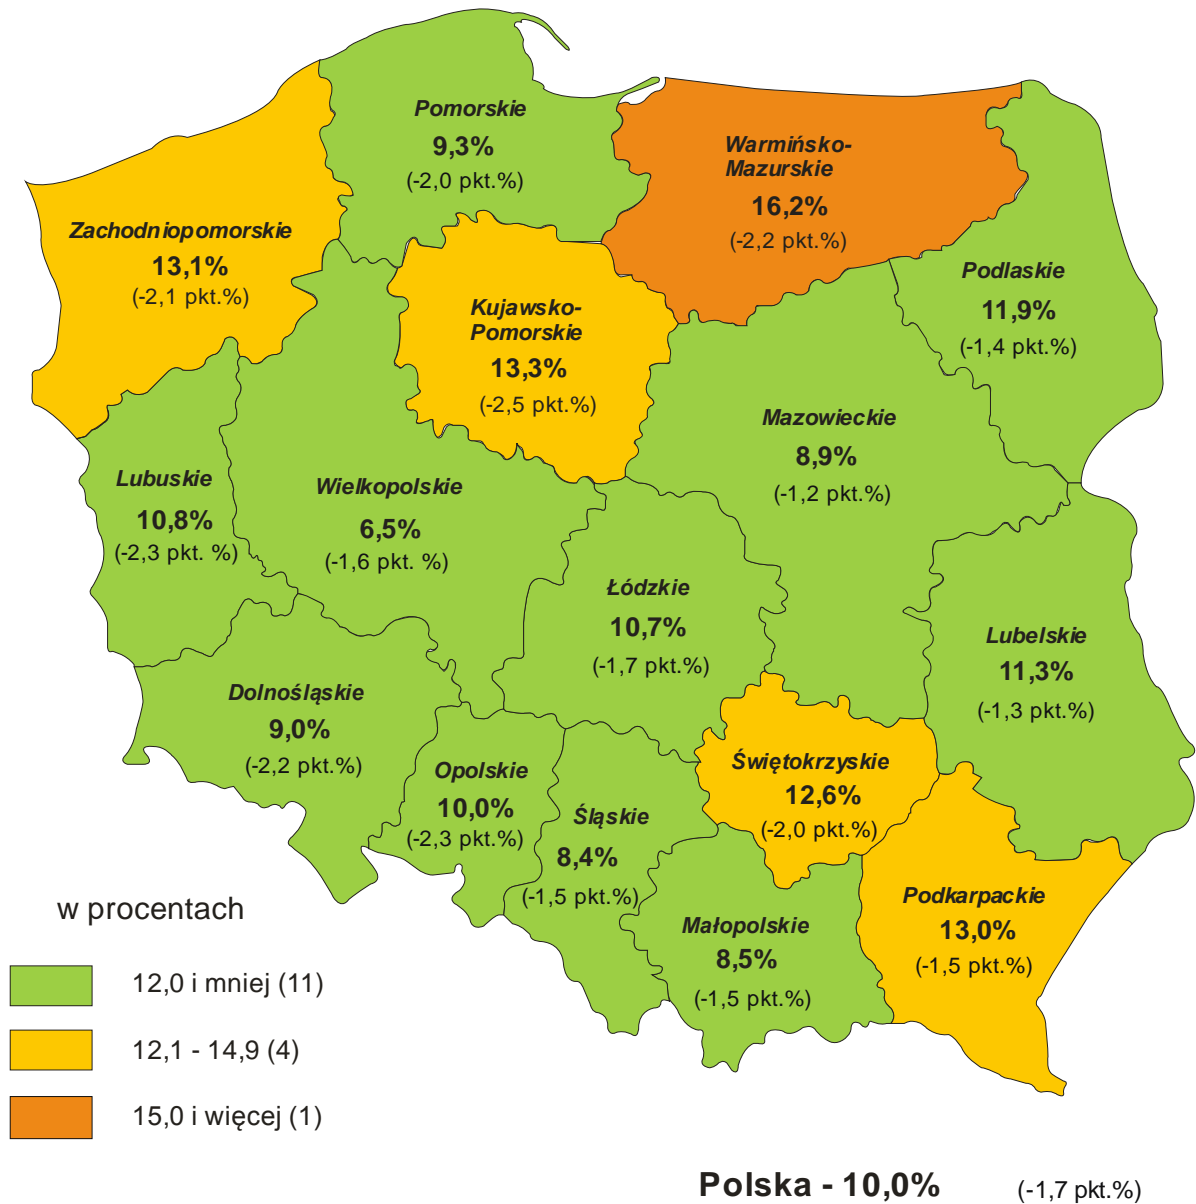 Pomorskie
9,3%
(-2,0 pkt.%)
Warmińsko-
Mazurskie
16,2%
(-2,2 pkt.%)
Zachodniopomorskie
13,1%
(-2,1 pkt.%)
Podlaskie
11,9%
(-1,4 pkt.%)
Kujawsko-
Pomorskie
13,3%
(-2,5 pkt.%)
Mazowieckie
8,9%
(-1,2 pkt.%)
Lubuskie
10,8%
(-2,3 pkt. %)
Wielkopolskie
6,5%
(-1,6 pkt. %)
Łódzkie
10,7%
(-1,7 pkt.%)
Lubelskie
11,3%
(-1,3 pkt.%)
Dolnośląskie
9,0%
(-2,2 pkt.%)
Opolskie
10,0%
(-2,3 pkt.%)
Śląskie
8,4%
(-1,5 pkt.%)
Świętokrzyskie
12,6%
(-2,0 pkt.%)
Małopolskie
8,5%
(-1,5 pkt.%)
Podkarpackie
13,0%
(-1,5 pkt.%)
w procentach
12,0 i mniej (11)
12,1 - 14,9 (4)
15,0 i więcej (1)
Polska - 10,0% (-1,7 pkt.%)